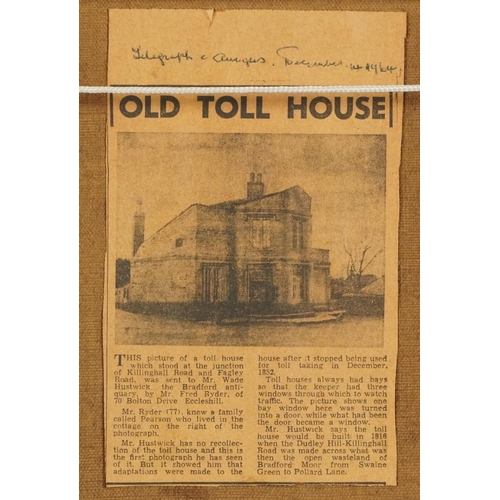 Telegraph & Argus. December 1964.
OLD TOLL HOUSE
THIS picture of a toll house
which stood at the junction
of Killinghall Road and Fagley
Road, was sent to Mr. Wade
Hustwick, the Bradford anti-
quary, by Mr. Fred Ryder, of
70 Bolton Drive Eccleshill.
Mr. Ryder (77), knew a family
called Pearson who lived in the
cottage on the right of the
photograph.
Mr. Hustwick has no recollec-
tion of the toll house and this is
the first photograph he has seen
of it. But it showed him that
adaptations were made to the
house after it stopped being used
for toll taking in December,
1832.
Toll houses always had bays
so that the keeper had three
windows through which to watch
traffic. The picture shows one
bay window here was turned
into a door, while what had been
the door became a window.
Mr. Hustwick says the toll
house would be built in 1816
when the Dudley Hill-Killinghall
Road was made across what was
then the open wasteland of
Bradford Moor from Swaine
Green to Pollard Lane.